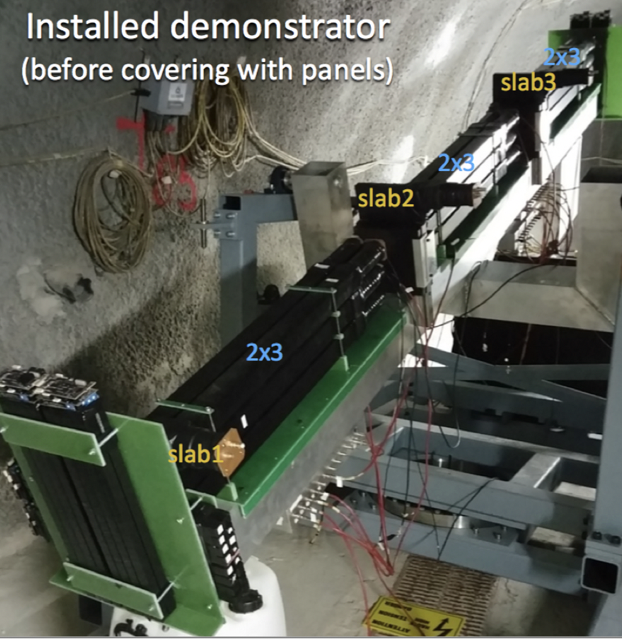 Installed demonstrator
(before covering with panels)
2x3
slab3
2x3
slab2
2x3
slab1